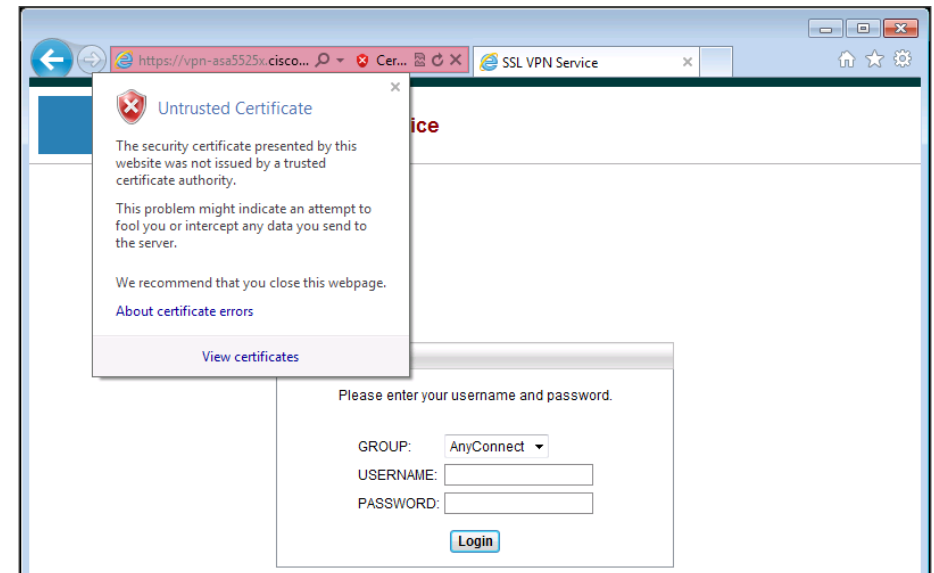 https://vpn-asa5525x.cisco... Cer... SSL VPN Service
Untrusted Certificate
ice
The security certificate presented by this
website was not issued by a trusted
certificate authority.
This problem might indicate an attempt to
fool you or intercept any data you send to
the server.
We recommend that you close this webpage.
About certificate errors
View certificates
Please enter your username and password.
GROUP: AnyConnect
USERNAME:
PASSWORD:
Login